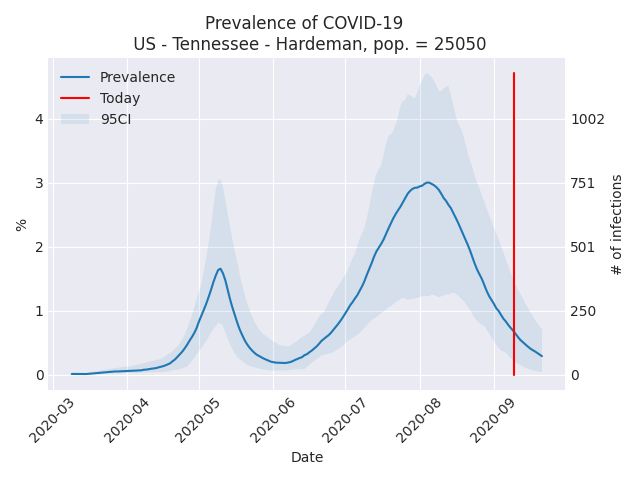 Prevalence of COVID-19
US - Tennessee - Hardeman, pop. = 25050
Prevalence
Today
95CI
%
4
3
2
1
0
1002
751
501
250
0
# of infections
2020-03
2020-04
2020-05
2020-06
2020-07
2020-08
2020-09
Date